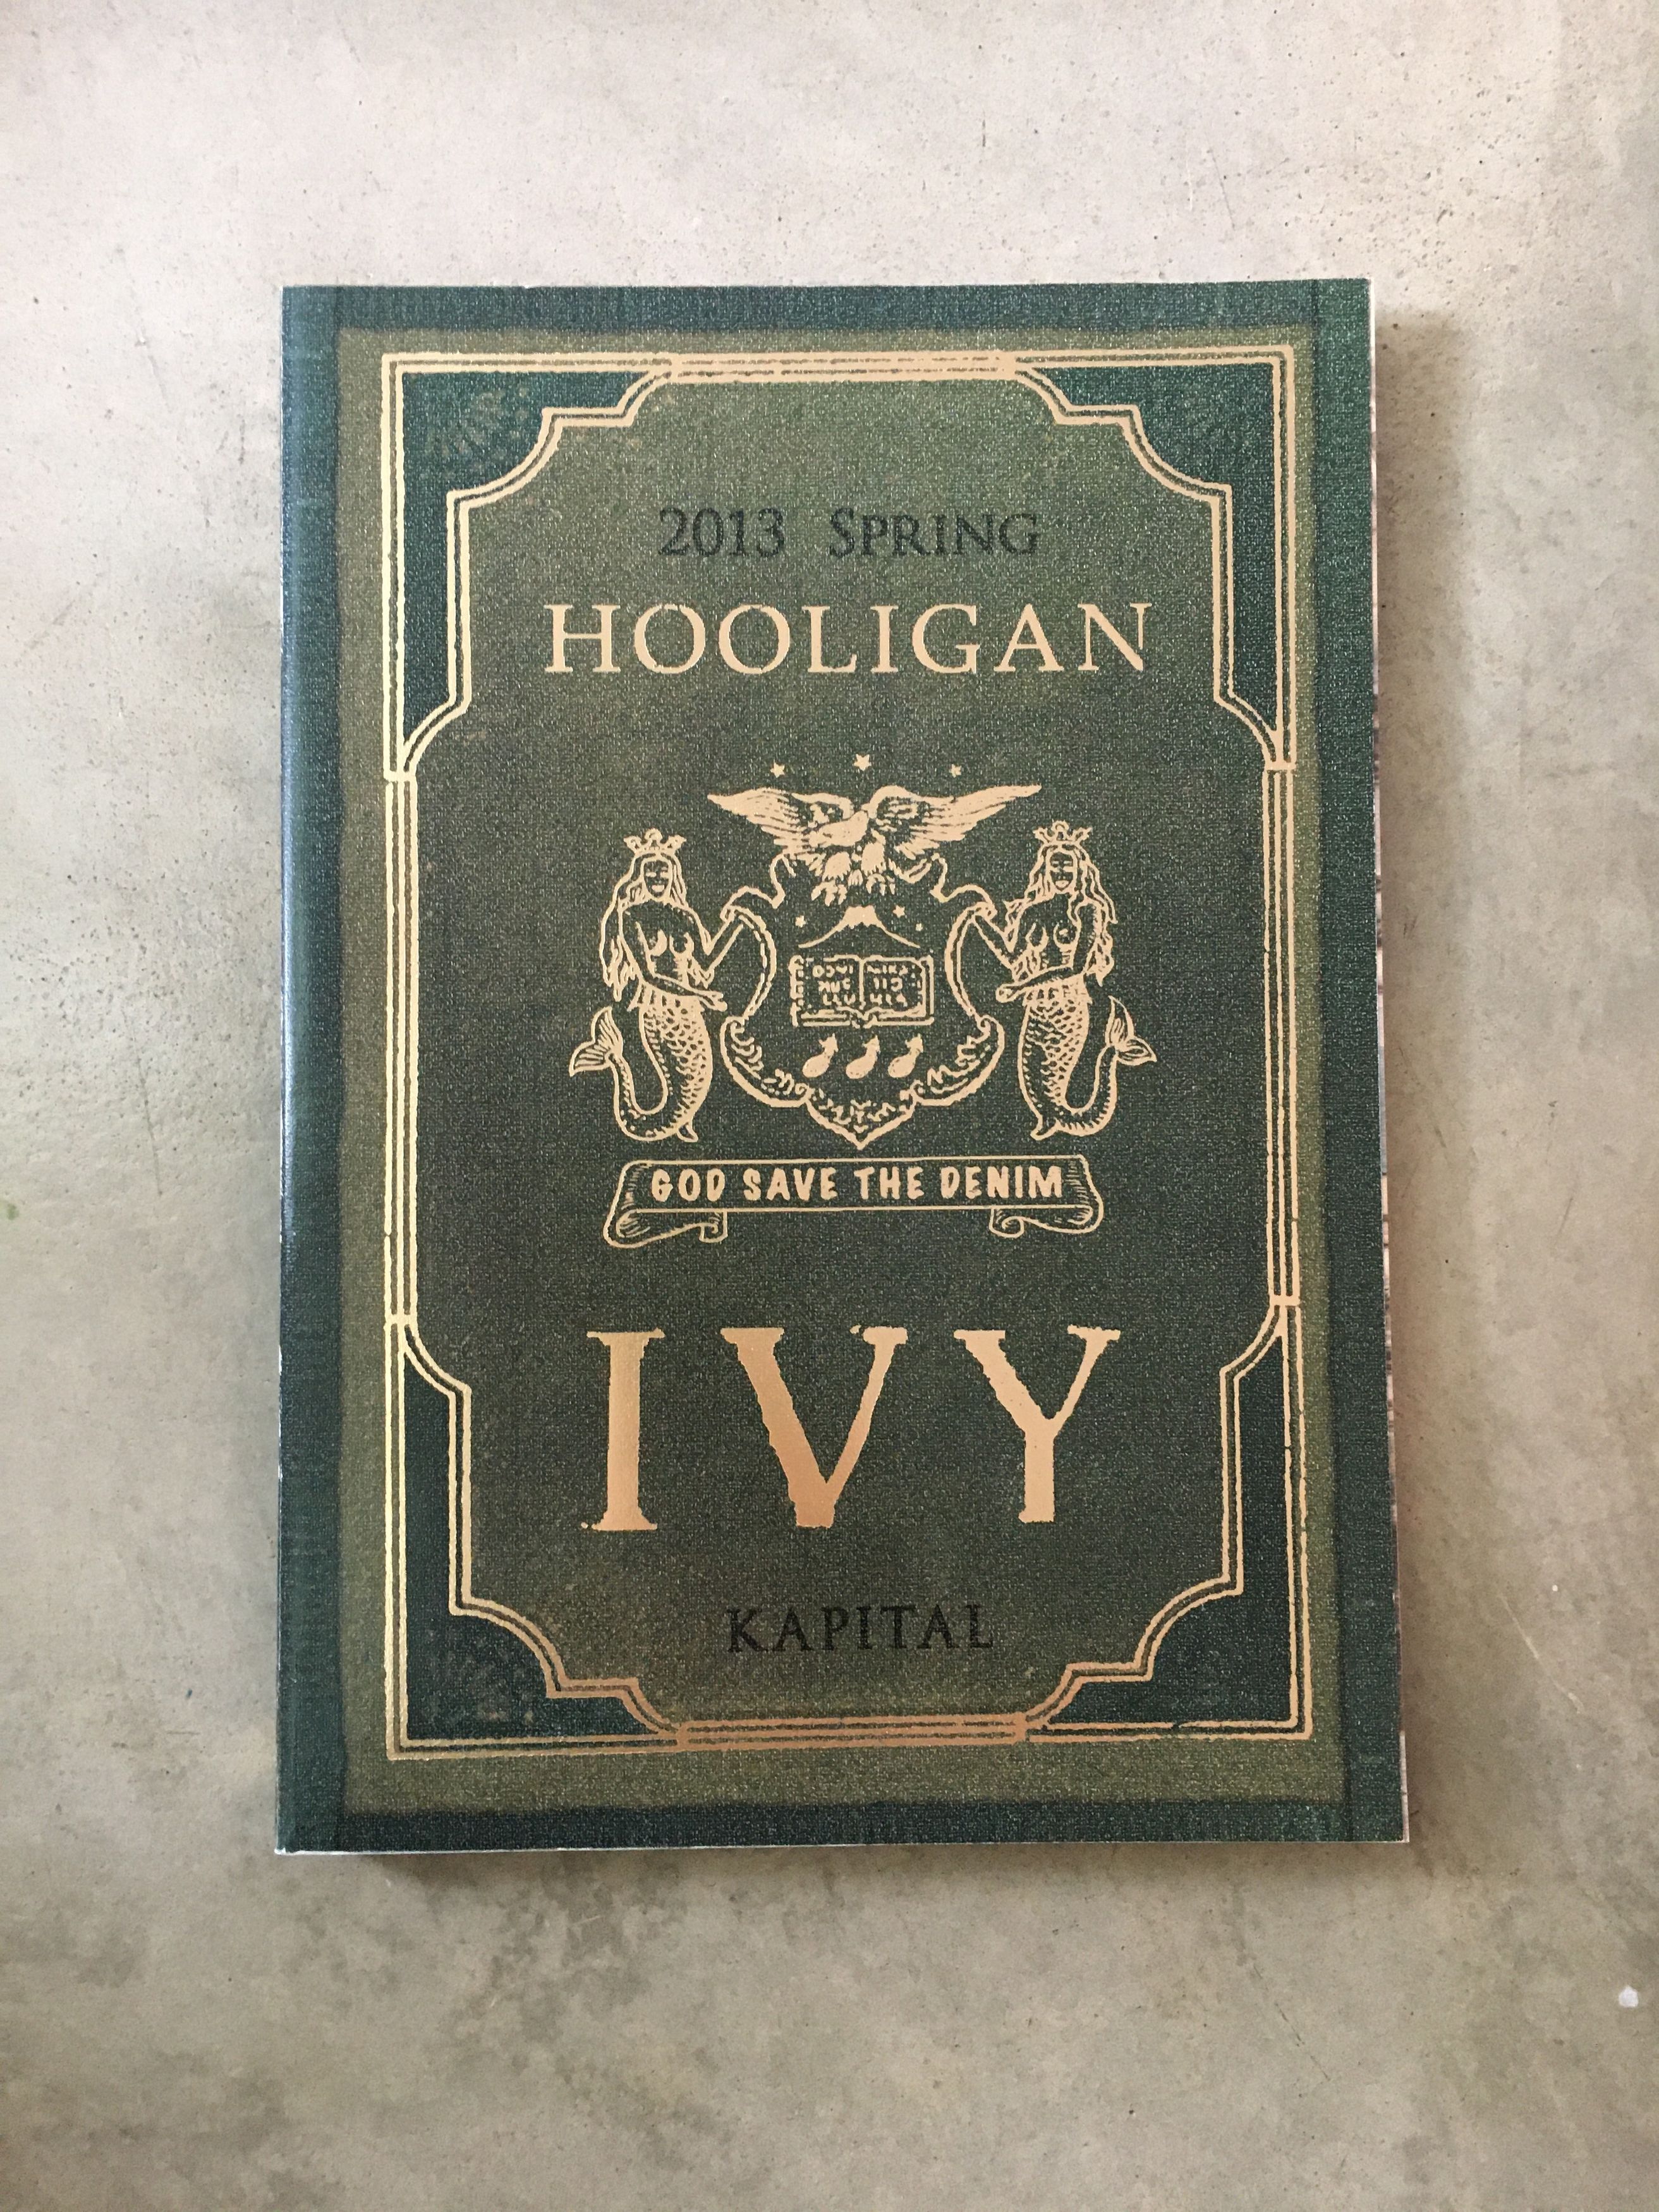 2013 SPRING
HOOLIGAN
GOD SAVE THE DENIM
IVY
KAPITAL